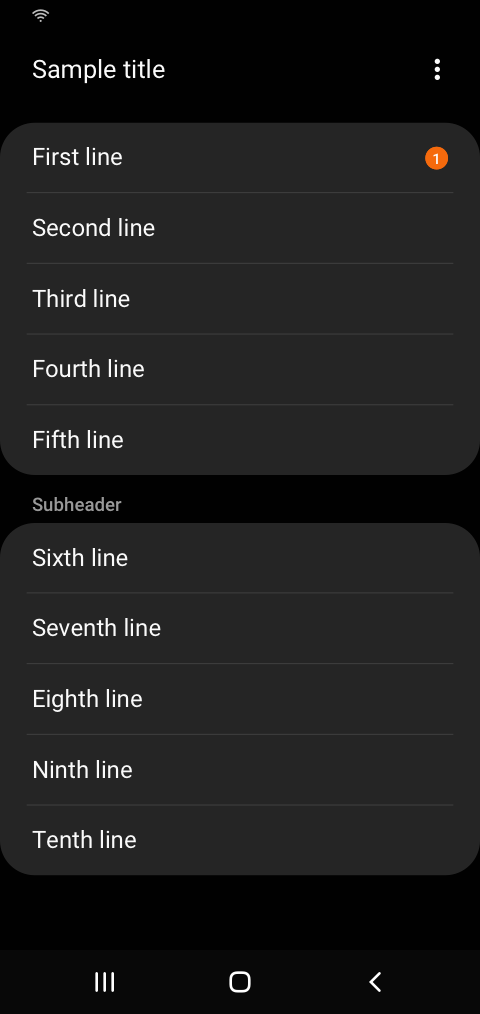 Sample title
First line
1
Second line
Third line
Fourth line
Fifth line
Subheader
Sixth line
Seventh line
Eighth line
Ninth line
Tenth line